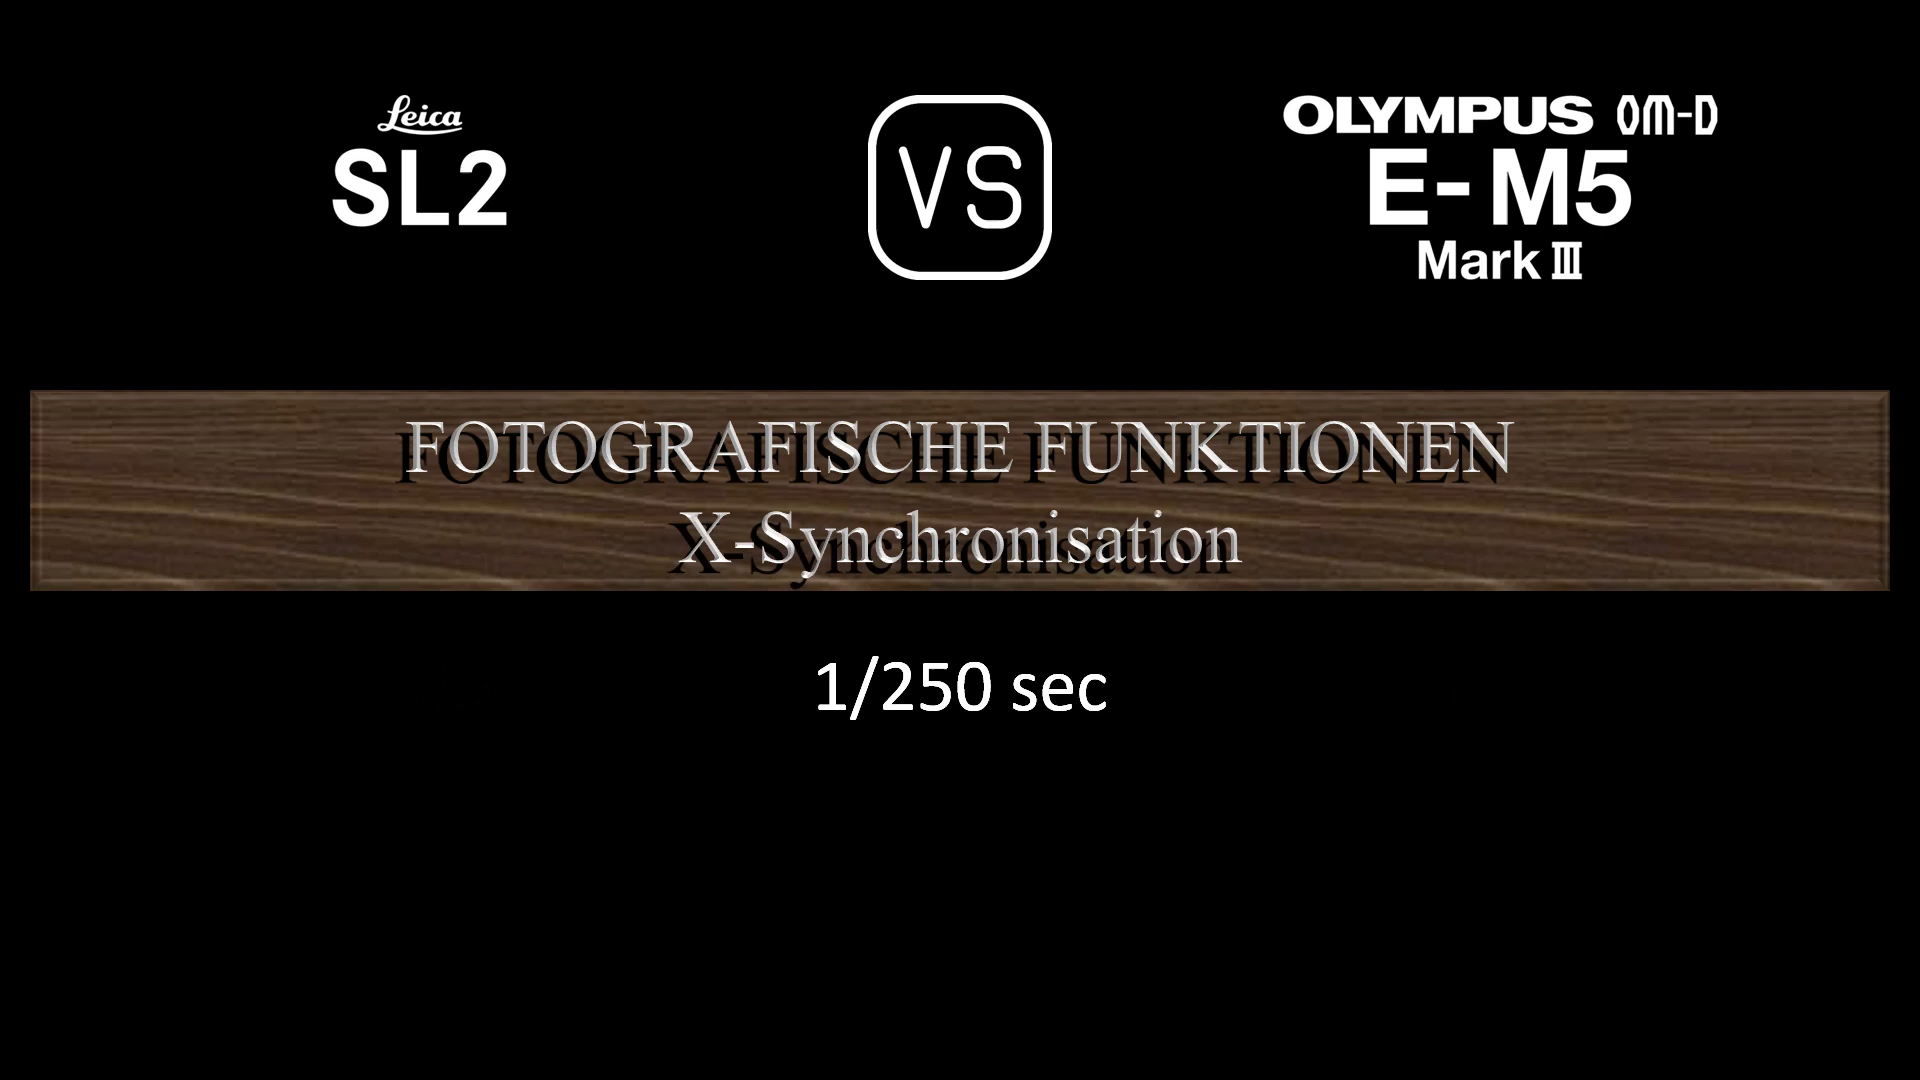 Leica
SL2
VS
OLYMPUS OM-D
E-M5
Mark III
FOTOGRAFISCHE FUNKTIONEN
X-Synchronisation
1/250 sec